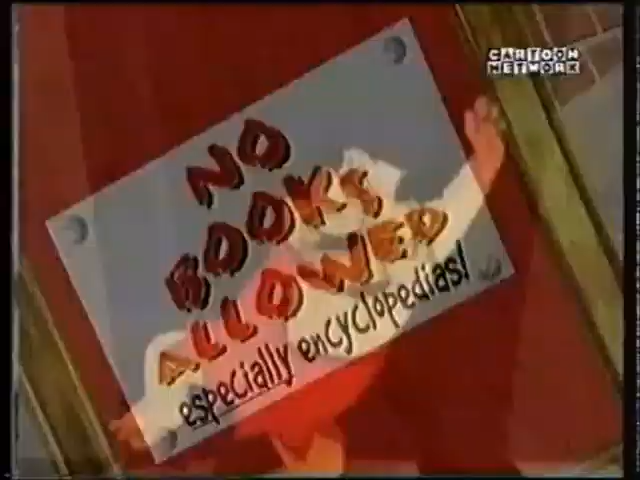 CARTOON
NETWORK
NO
BOOKS
ALLOWED
especially encyclopedias!